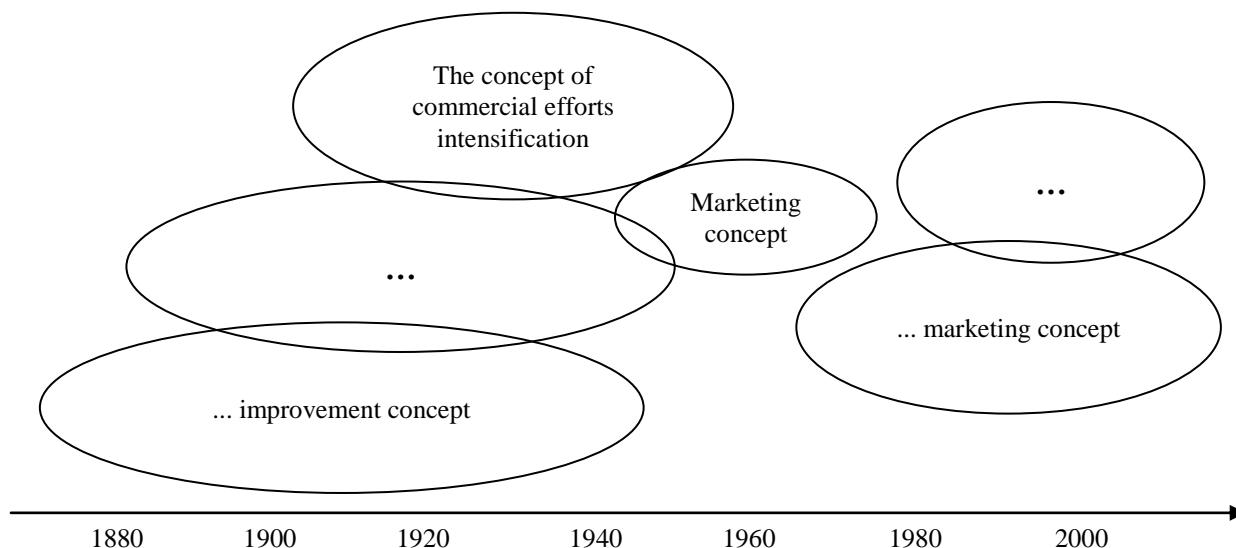 The concept of
commercial efforts
intensification
Marketing
concept
...
...
... marketing concept
... improvement concept
1880 1900 1920 1940 1960 1980 2000